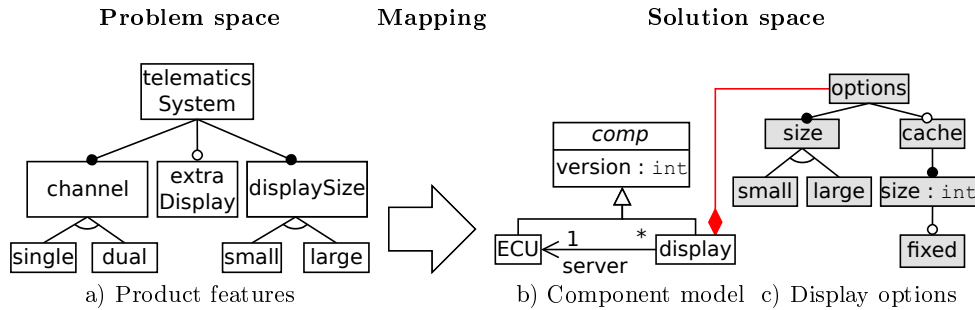 Problem space
Mapping
Solution space
telematics
System
channel
extra
Display
displaySize
single
dual
small
large
a) Product features
comp
version : int
ECU
1
*
display
server
b) Component model
options
size
cache
small
large
size : int
fixed
c) Display options